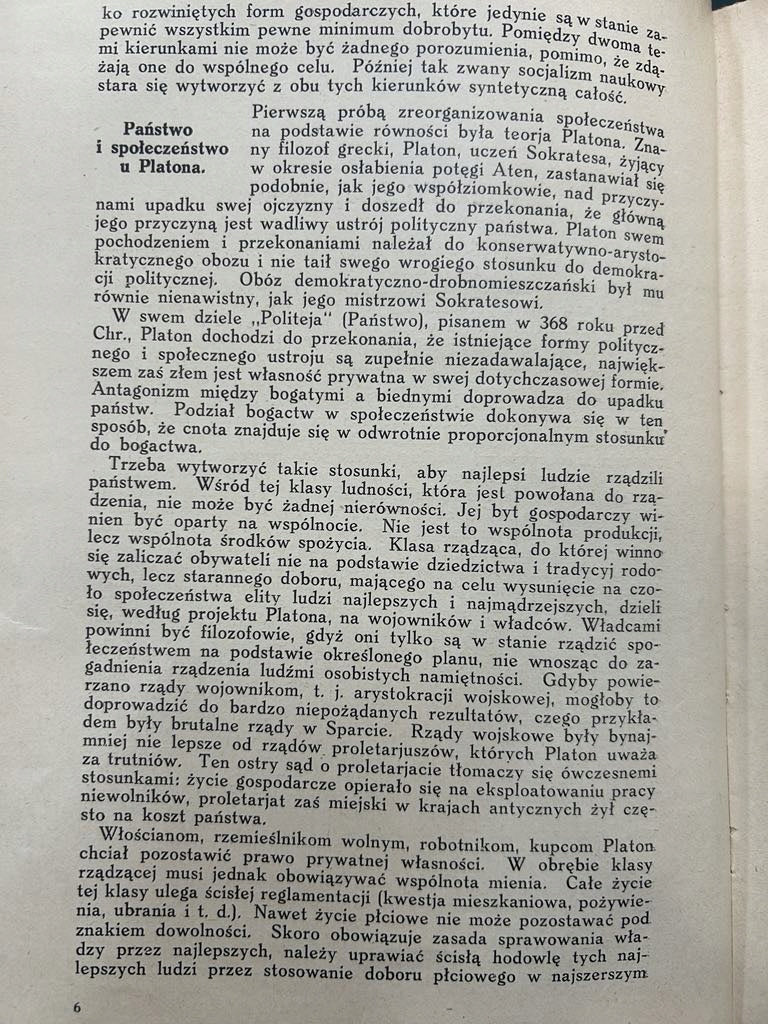 ko rozwiniętych form gospodarczych, które jedynie są w stanie za-
pewnić wszystkim pewne minimum dobrobytu. Pomiędzy dwoma te-
mi kierunkami nie może być żadnego porozumienia, pomimo, że zdą-
żają one do wspólnego celu. Później tak zwany socjalizm naukowy
stara się wytworzyć z obu tych kierunków syntetyczną całość.
Państwo
i społeczeństwo
u Platona.
Pierwszą próbą zreorganizowania społeczeństwa
na podstawie równości była teorja Platona. Zna-
ny filozof grecki, Platon, uczeń Sokratesa, żyjący
w okresie osłabienia potęgi Aten, zastanawiał się
podobnie, jak jego współziomkowie, nad przyczy-
nami upadku swej ojczyzny i doszedł do przekonania, że główną
jego przyczyną jest wadliwy ustrój polityczny państwa. Platon swem
pochodzeniem i przekonaniami należał do konserwatywno-arysto-
kratycznego obozu i nie taił swego wrogiego stosunku do demokra-
cji politycznej. Obóz demokratyczno-drobnomieszczański był mu
równie nienawistny, jak jego mistrzowi Sokratesowi.
W swem dziele „Politeja" (Państwo), pisanem w 368 roku przed
Chr., Platon dochodzi do przekonania, że istniejące formy politycz-
nego i społecznego ustroju są zupełnie niezadawalające, najwięk-
szem zaś złem jest własność prywatna w swej dotychczasowej formie.
Antagonizm między bogatymi a biednymi doprowadza do upadku
państw. Podział bogactw w społeczeństwie dokonywa się w ten
sposób, że cnota znajduje się w odwrotnie proporcjonalnym stosunku
do bogactwa.
Trzeba wytworzyć takie stosunki, aby najlepsi ludzie rządzili
państwem. Wśród tej klasy ludności, która jest powołana do rzą-
dzenia, nie może być żadnej nierówności. Jej byt gospodarczy wi-
nien być oparty na wspólnocie. Nie jest to wspólnota produkcji,
lecz wspólnota środków spożycia. Klasa rządząca, do której winno
się zaliczać obywateli nie na podstawie dziedzictwa i tradycyj rodo-
wych, lecz starannego doboru, mającego na celu wysunięcie na czo-
ło społeczeństwa elity ludzi najlepszych i najmądrzejszych, dzieli
się, według projektu Platona, na wojowników i władców. Władcami
powinni być filozofowie, gdyż oni tylko są w stanie rządzić spo-
łeczeństwem na podstawie określonego planu, nie wnosząc do za-
gadnienia rządzenia ludźmi osobistych namiętności. Gdyby powie-
rzano rządy wojownikom, t. j. arystokracji wojskowej, mogłoby to
doprowadzić do bardzo niepożądanych rezultatów, czego przykła-
dem były brutalne rządy w Sparcie. Rządy wojskowe były bynaj-
mniej nie lepsze od rządów proletarjuszów, których Platon uważa
za trutniów. Ten ostry sąd o proletarjacie tłomaczy się ówczesnemi
stosunkami: życie gospodarcze opierało się na eksploatowaniu pracy
niewolników, proletarjat zaś miejski w krajach antycznych żył czę-
sto na koszt państwa.
Włościanom, rzemieślnikom wolnym, robotnikom, kupcom Platon
chciał pozostawić prawo prywatnej własności. W obrębie klasy
rządzącej musi jednak obowiązywać wspólnota mienia. Całe życie
tej klasy ulega ścisłej reglamentacji (kwestja mieszkaniowa, pożywie-
nia, ubrania i t. d.). Nawet życie płciowe nie może pozostawać pod
znakiem dowolności. Skoro obowiązuje zasada sprawowania wła-
dzy przez najlepszych, należy uprawiać ścisłą hodowlę tych naj-
lepszych ludzi przez stosowanie doboru płciowego w najszerszym
6